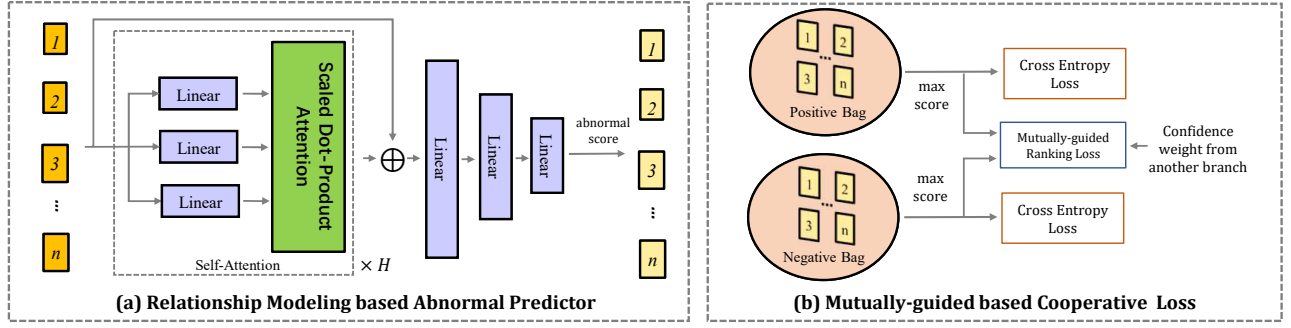 1
2
3
...
n
Linear
Linear
Linear
Scaled Dot-Product
Attention
Self-Attention
× H
Linear
Linear
Linear
abnormal
score
1
2
3
...
n
(a) Relationship Modeling based Abnormal Predictor
1
2
...
3
n
Positive Bag
1
2
...
3
n
Negative Bag
max
score
max
score
Cross Entropy
Loss
Mutually-guided
Ranking Loss
Cross Entropy
Loss
Confidence
weight from
another branch
(b) Mutually-guided based Cooperative Loss